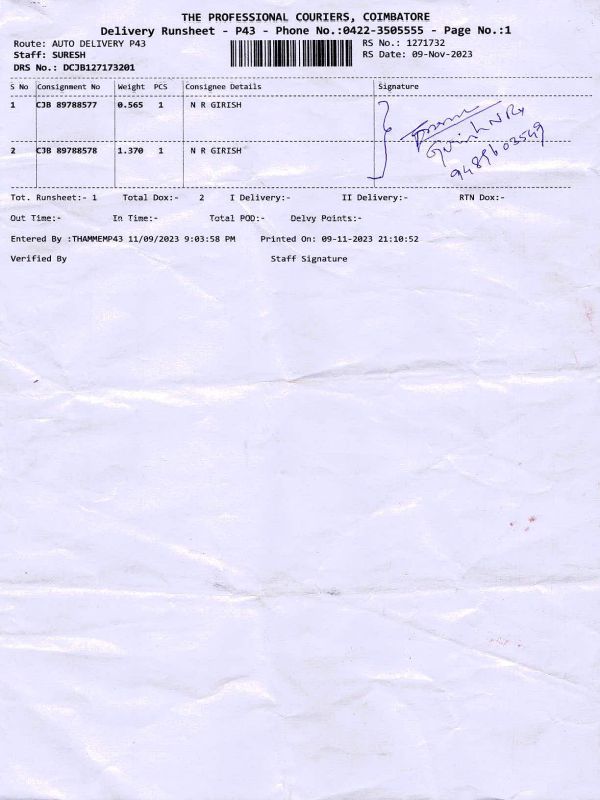 THE PROFESSIONAL COURIERS, COIMBATORE
Delivery Runsheet - P43 - Phone No.:0422-3505555 - Page No.:1
Route: AUTO DELIVERY P43 RS No.: 1271732
Staff: SURESH RS Date: 09-Nov-2023
DRS No.: DCJB127173201
S No Consignment No Weight PCS Consignee Details Signature
1 CJB 89788577 0.565 1 N R GIRISH
Girish N R
9489603549
2 CJB 89788578 1.370 1 N R GIRISH
Tot. Runsheet:- 1 Total Dox:- 2 I Delivery:- II Delivery:- RTN Dox:-
Out Time:- In Time:- Total POD:- Delvy Points:-
Entered By :THAMMEMP43 11/09/2023 9:03:58 PM Printed On: 09-11-2023 21:10:52
Verified By Staff Signature